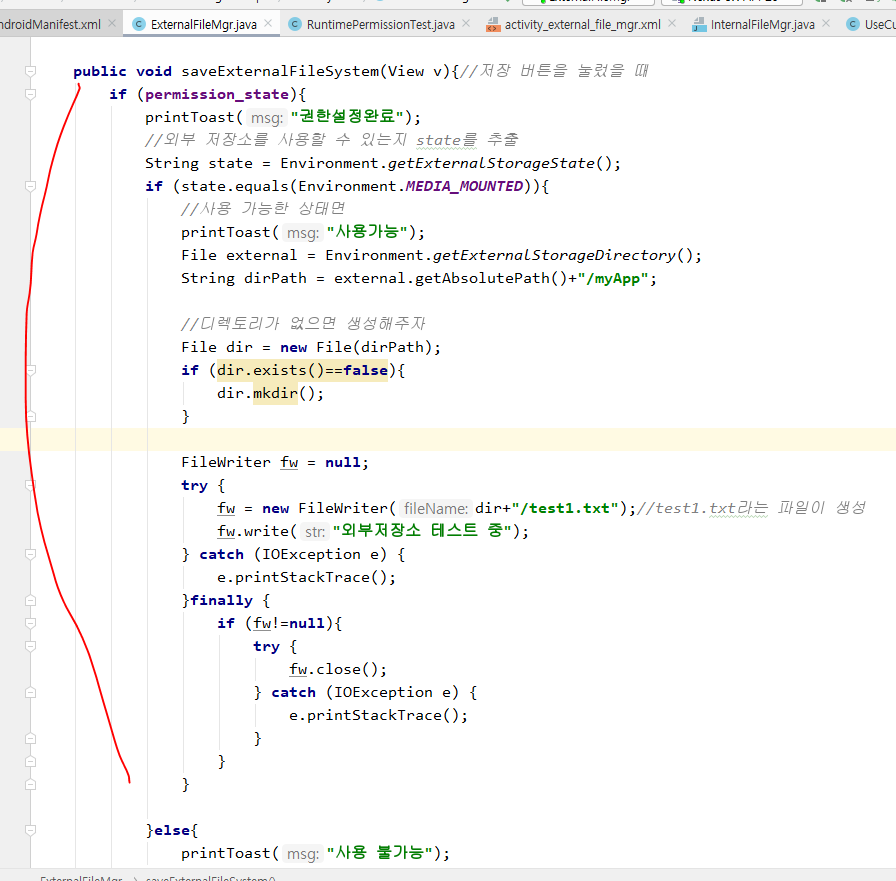 ndroidManifest.xml × ExternalFileMgr.java × RuntimePermissionTest.java × activity_external_file_mgr.xml × InternalFileMgr.java × UseCu
public void saveExternalFileSystem(View v){//저장 버튼을 눌렀을 때
if (permission_state){
printToast( msg: "권한설정완료");
//외부 저장소를 사용할 수 있는지 state를 추출
String state = Environment.getExternalStorageState();
if (state.equals(Environment.MEDIA_MOUNTED)){
//사용 가능한 상태면
printToast( msg: "사용가능");
File external = Environment.getExternalStorageDirectory();
String dirPath = external.getAbsolutePath()+"/myApp";
//디렉토리가 없으면 생성해주자
File dir = new File(dirPath);
if (dir.exists()==false){
dir.mkdir();
}
FileWriter fw = null;
try {
fw = new FileWriter( fileName: dir+"/test1.txt");//test1.txt라는 파일이 생성
fw.write( str: "외부저장소 테스트 중");
} catch (IOException e) {
e.printStackTrace();
}finally {
if (fw!=null){
try {
fw.close();
} catch (IOException e) {
e.printStackTrace();
}
}
}
}else{
printToast( msg: "사용 불가능");
ExternalFileMgr > saveExternalFileSystem()